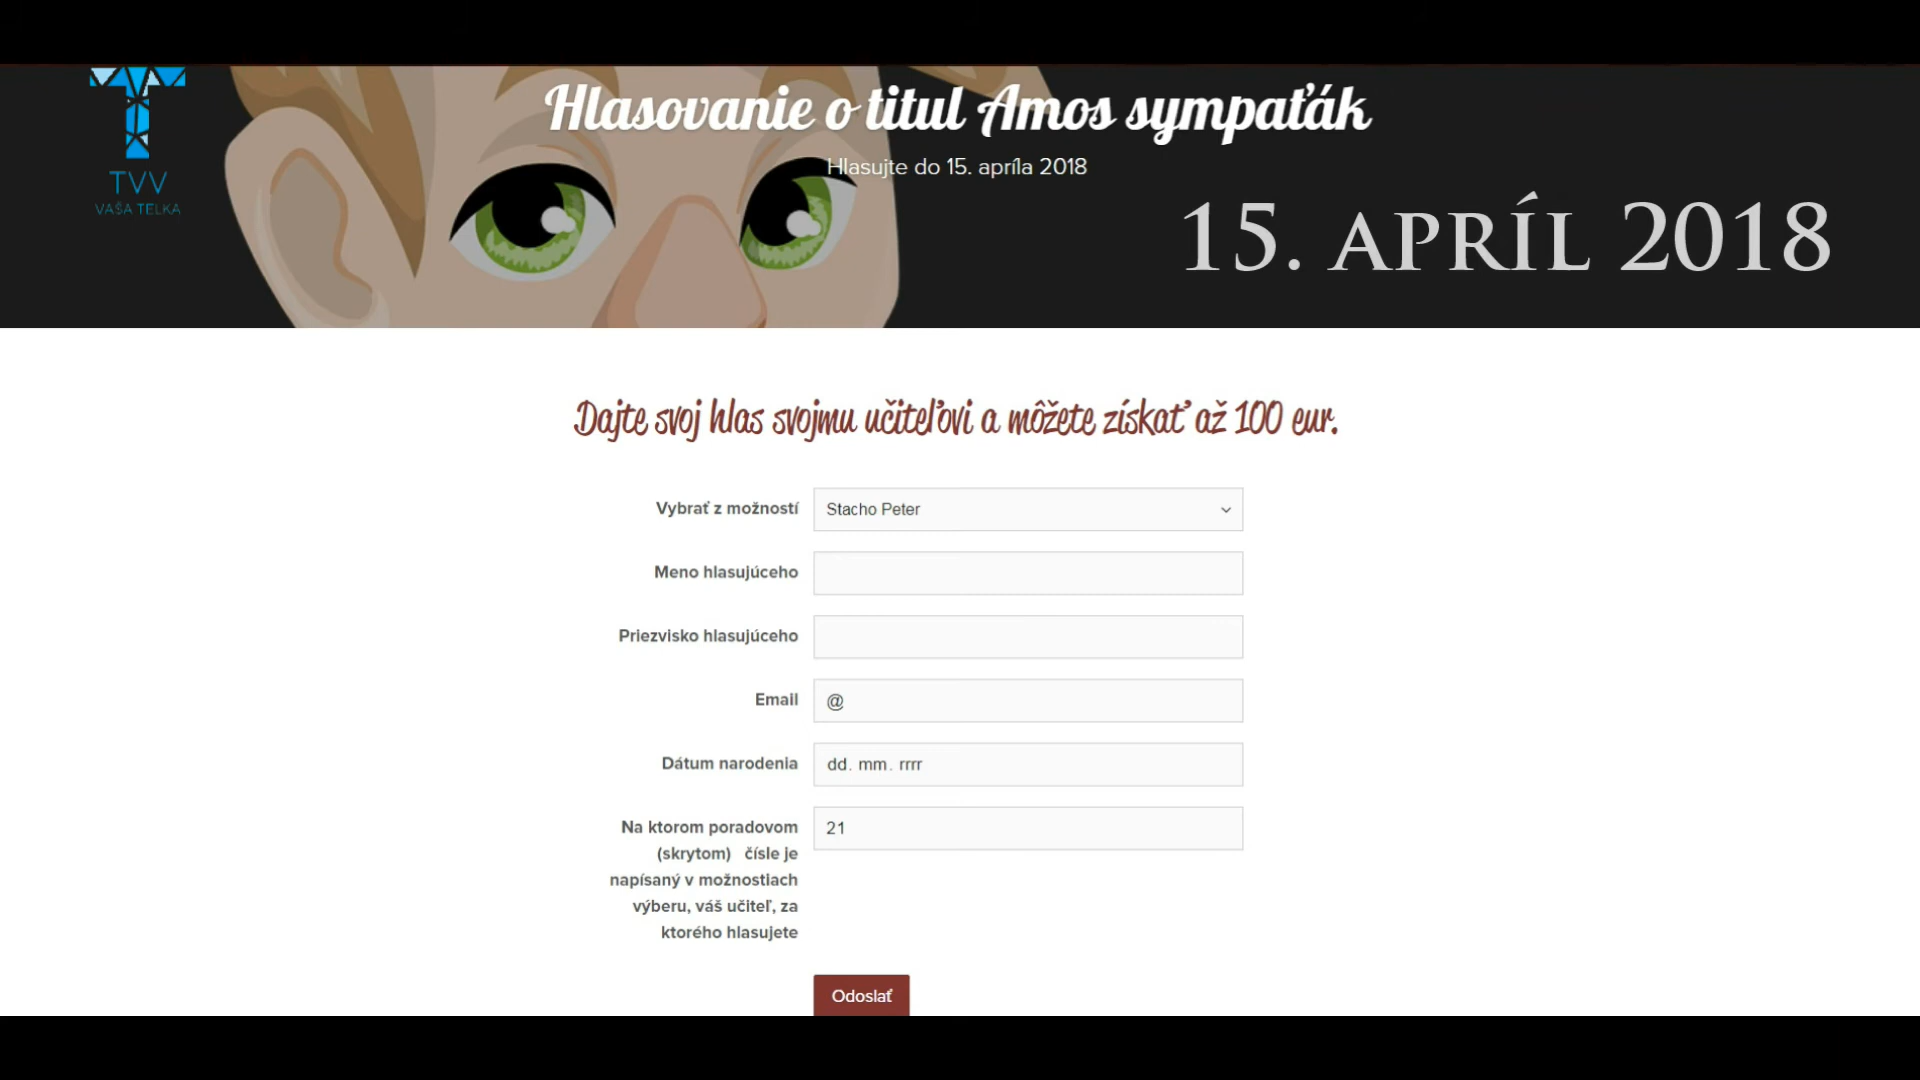 Hlasovanie o titul Amos sympaťák
Hlasujte do 15. apríla 2018
TVV
VAŠA TELKA
15. APRÍL 2018
Dajte svoj hlas svojmu učiteľovi a môžete získať až 100 eur.
Vybrať z možností
Stacho Peter
Meno hlasujúceho
Priezvisko hlasujúceho
Email
@
Dátum narodenia
dd. mm. rrrr
Na ktorom poradovom
(skrytom) čísle je
napísaný v možnostiach
výberu, váš učiteľ, za
ktorého hlasujete
21
Odoslať